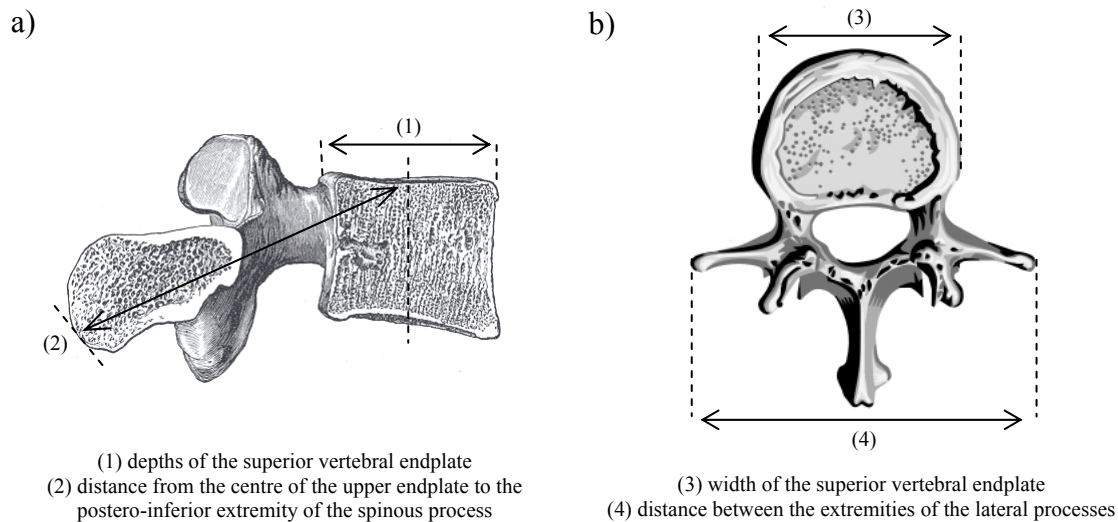 a)
(1)
(2)
(1) depths of the superior vertebral endplate
(2) distance from the centre of the upper endplate to the
postero-inferior extremity of the spinous process
b)
(3)
(4)
(3) width of the superior vertebral endplate
(4) distance between the extremities of the lateral processes